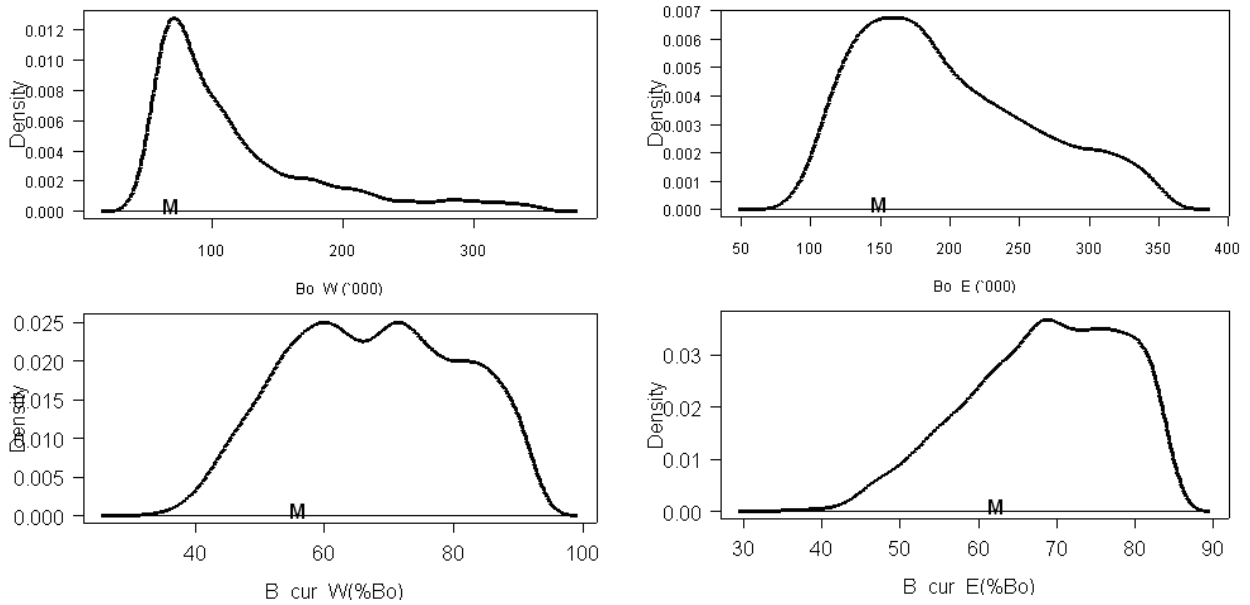 0.012
0.010
0.008
0.006
0.004
0.002
0.000
Density
M
100 200 300
Bo W (`000)
0.007
0.006
0.005
0.004
0.003
0.002
0.001
0.000
Density
M
50 100 150 200 250 300 350 400
Bo E (`000)
0.025
0.020
0.015
0.010
0.005
0.000
Density
M
40 60 80 100
B cur W(%Bo)
0.03
0.02
0.01
0.00
Density
M
30 40 50 60 70 80 90
B cur E(%Bo)